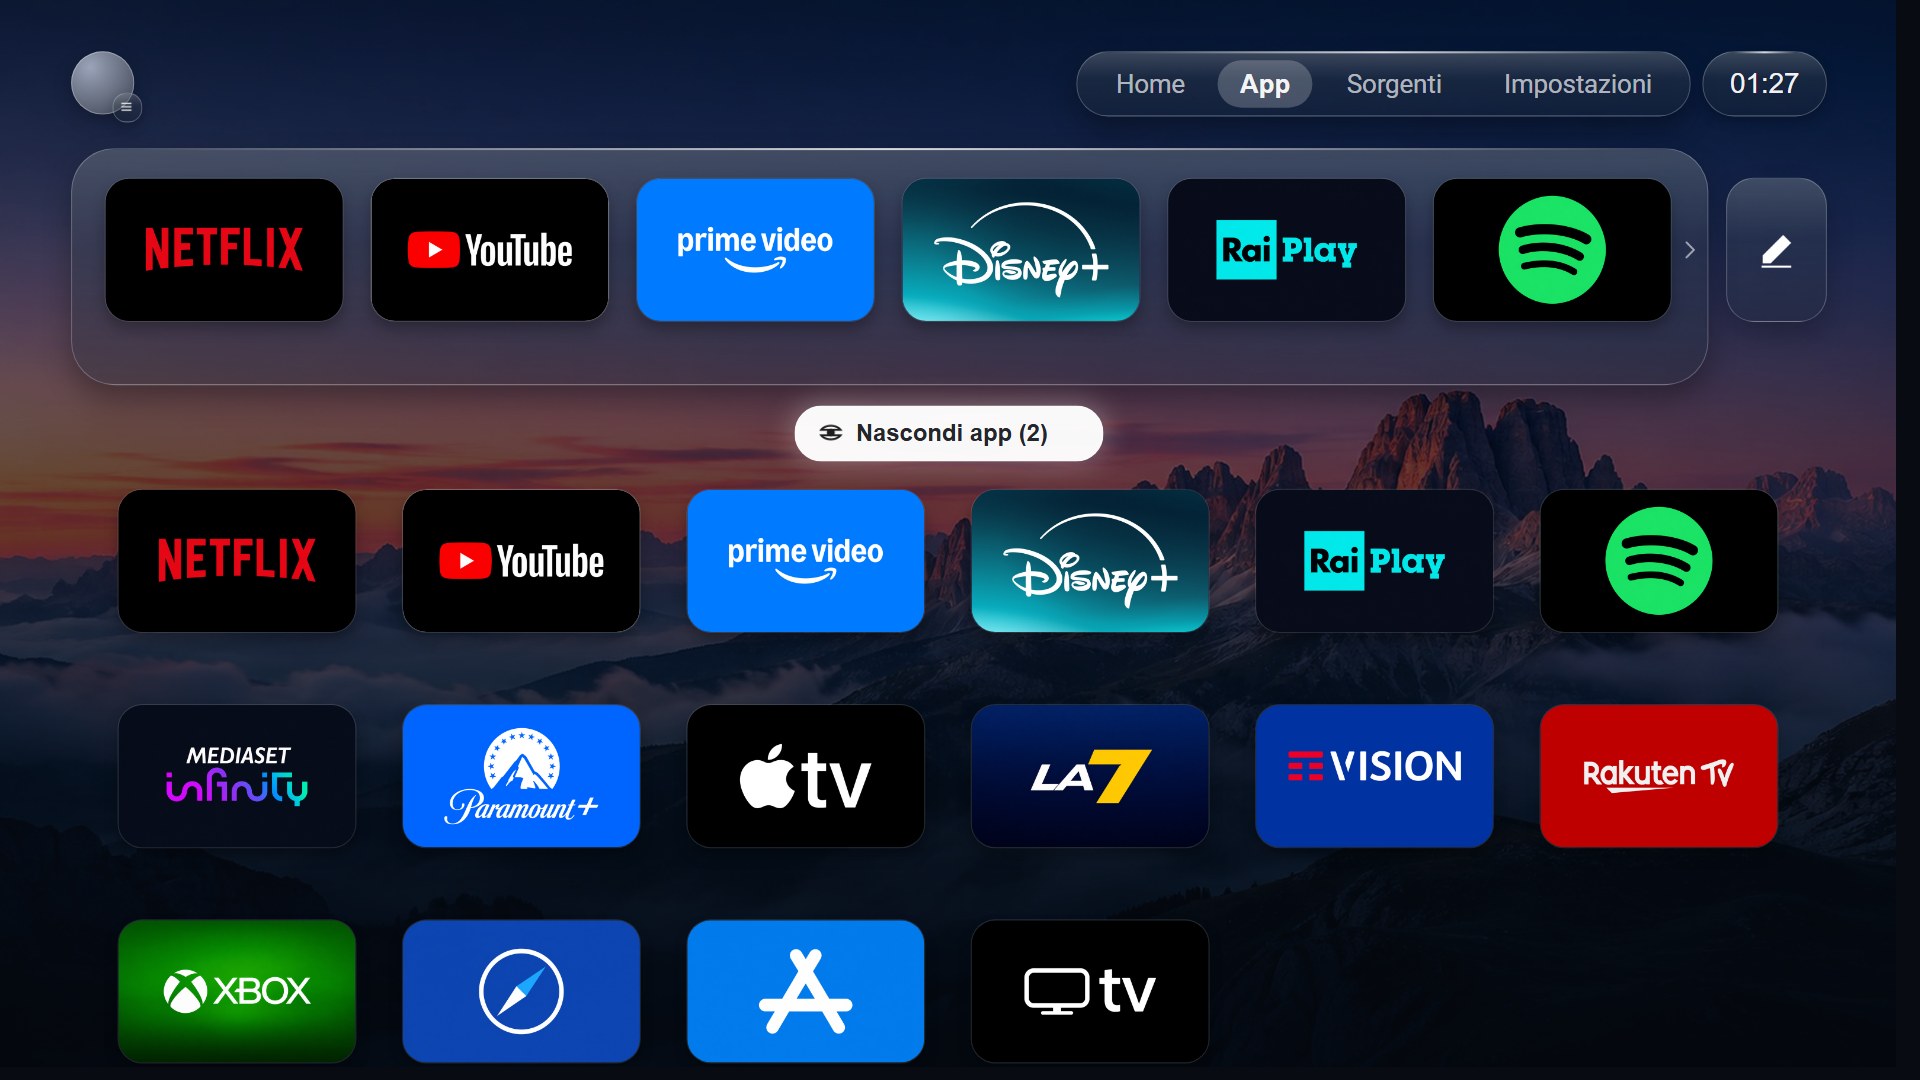 Home App Sorgenti Impostazioni 01:27
NETFLIX YouTube prime video Disney+ Rai Play
Nascondi app (2)
NETFLIX YouTube prime video Disney+ Rai Play
MEDIASET infinity Paramount+ tv LA7 VISION Rakuten TV
XBOX tv